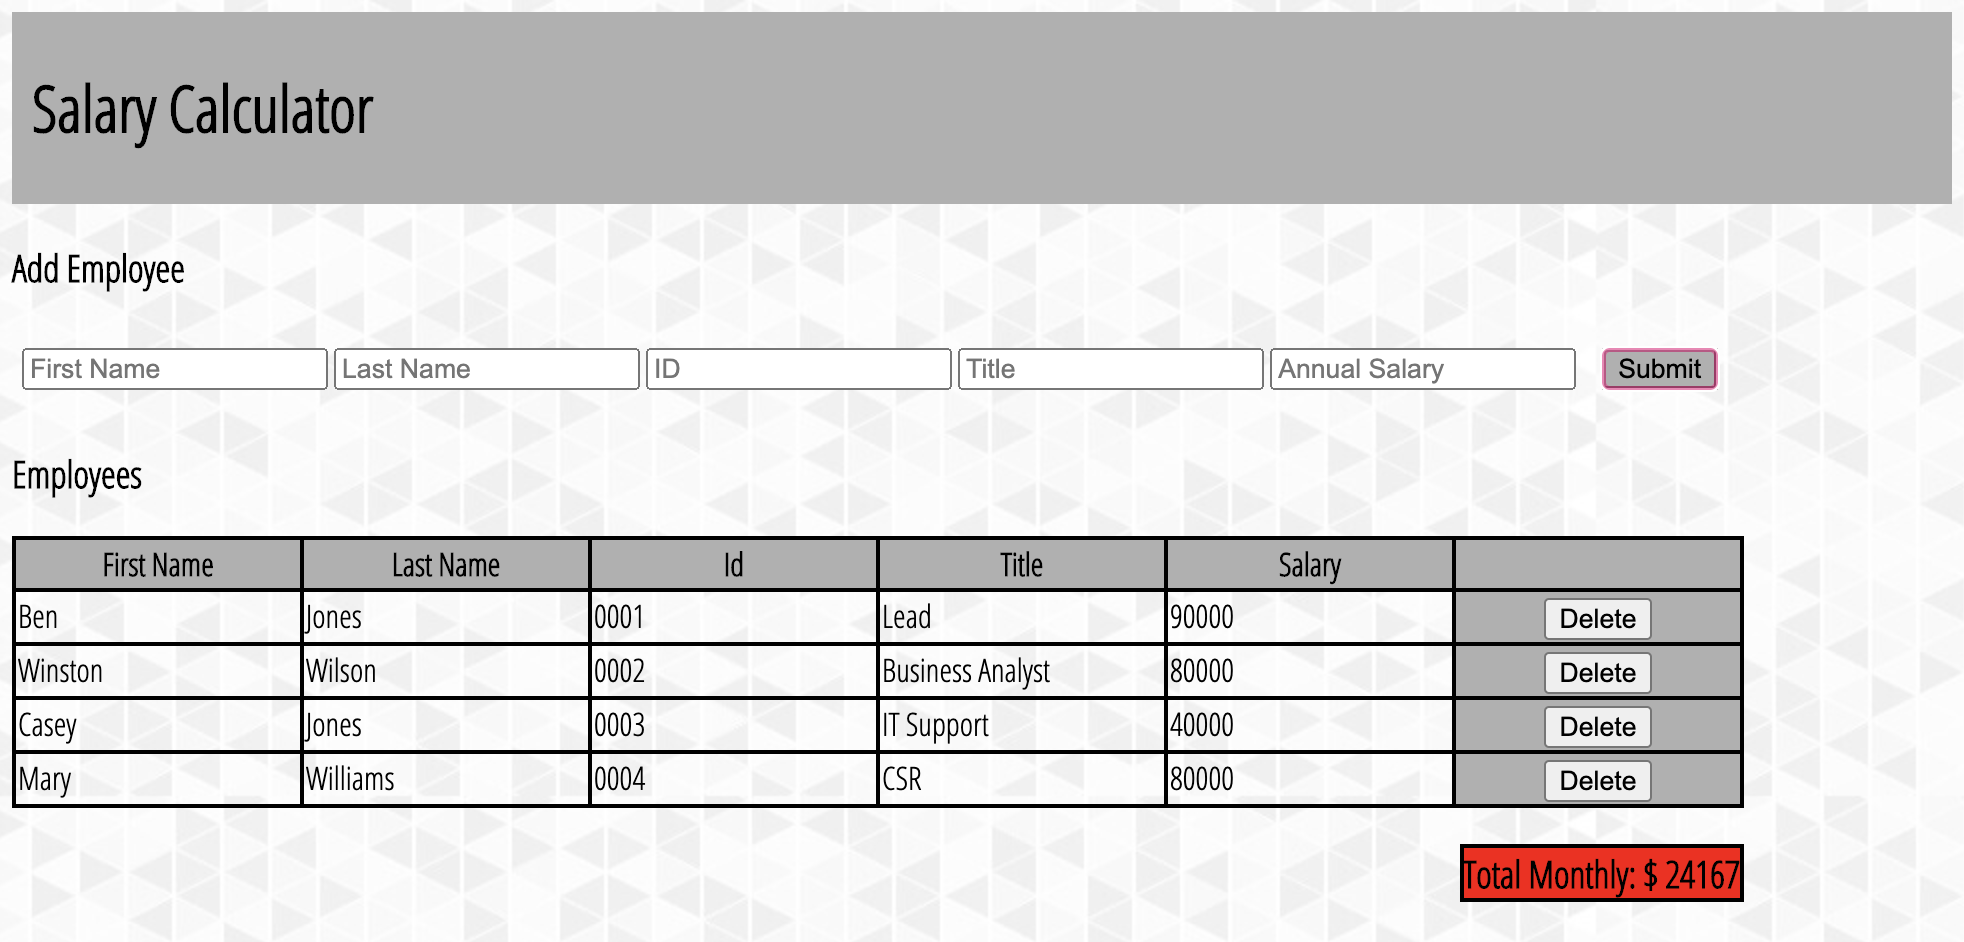 Salary Calculator
Add Employee
First Name Last Name ID Title Annual Salary Submit
Employees
First Name Last Name Id Title Salary
Ben Jones 0001 Lead 90000 Delete
Winston Wilson 0002 Business Analyst 80000 Delete
Casey Jones 0003 IT Support 40000 Delete
Mary Williams 0004 CSR 80000 Delete
Total Monthly: $ 24167